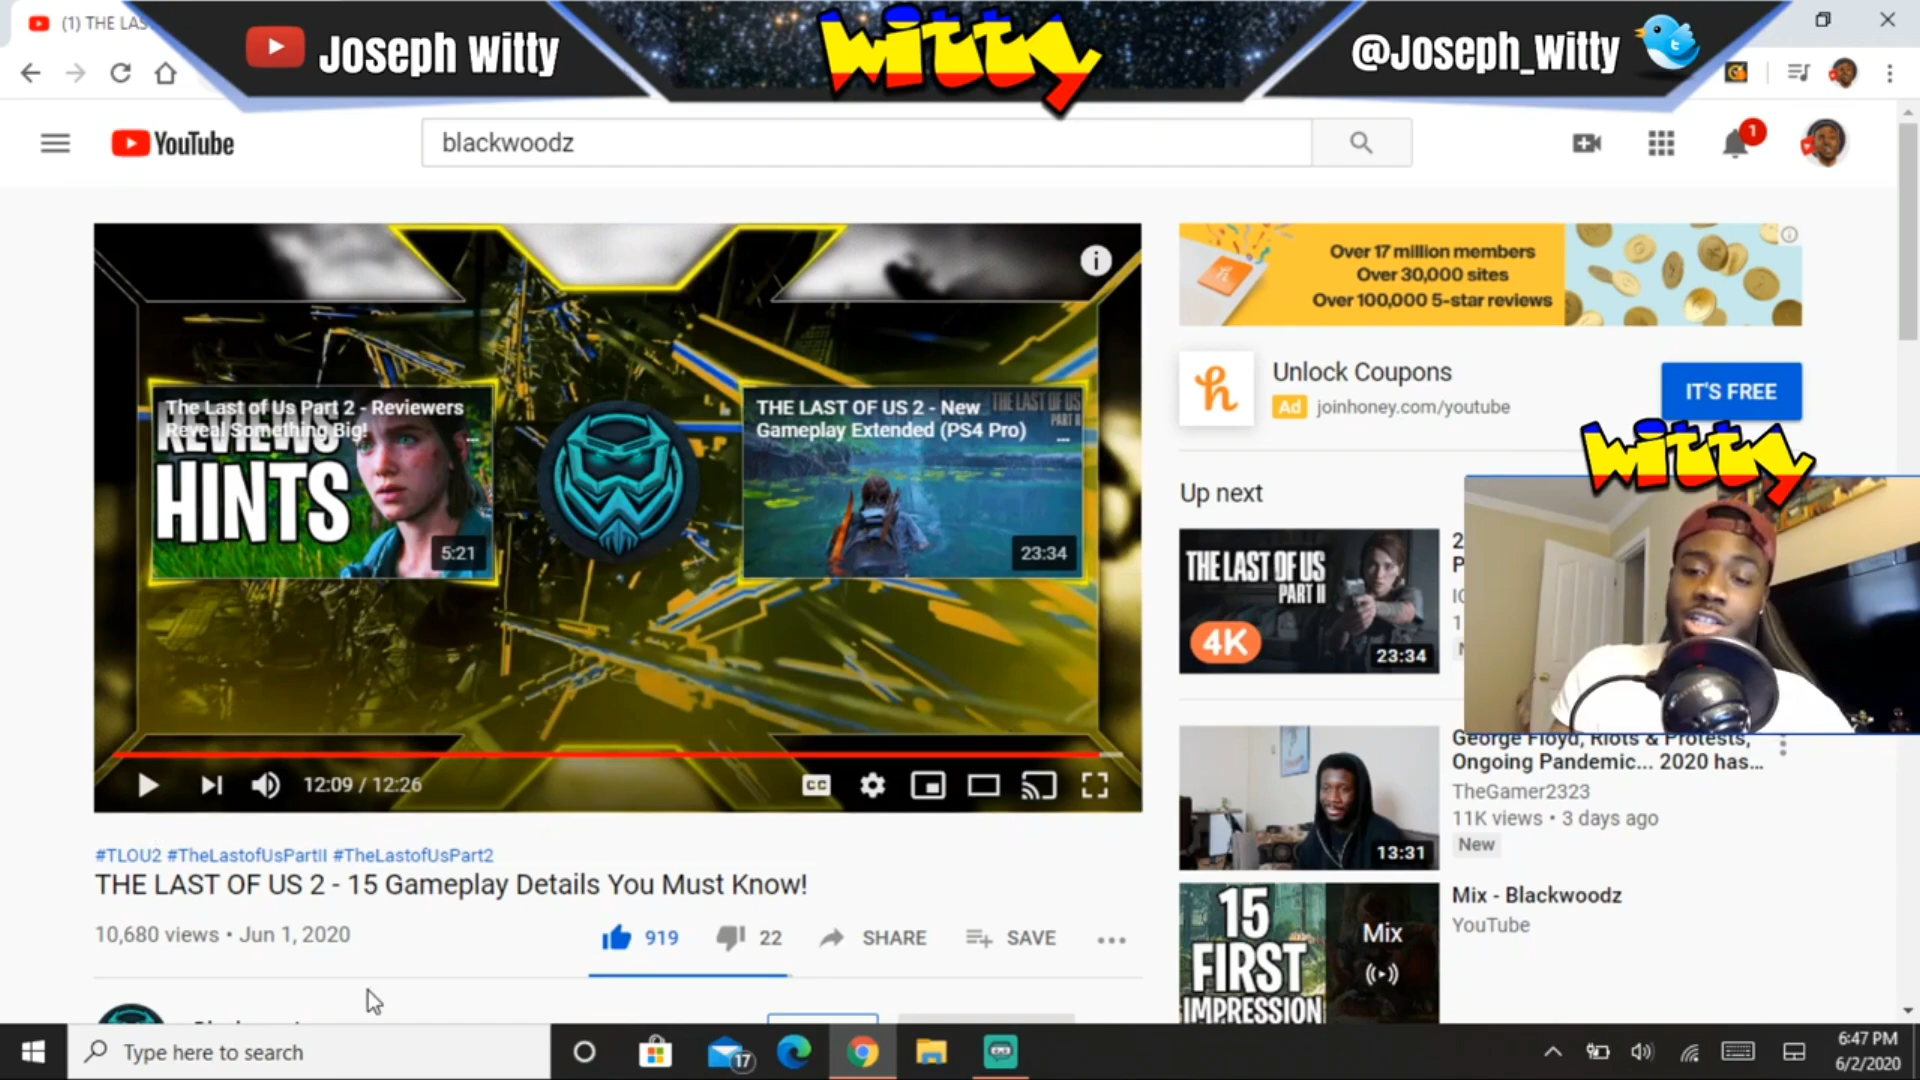 (1) THE LAS
Joseph Witty
witty
@Joseph_Witty
YouTube
blackwoodz
1
The Last of Us Part 2 - Reviewers
Reveal Something Big!
HINTS
5:21
THE LAST OF US 2 - New
Gameplay Extended (PS4 Pro)
THE LAST OF US
PART II
23:34
12:09 / 12:26
CC
#TLOU2 #TheLastofUsPartII #TheLastofUsPart2
THE LAST OF US 2 - 15 Gameplay Details You Must Know!
10,680 views • Jun 1, 2020
919
22
SHARE
SAVE
Over 17 million members
Over 30,000 sites
Over 100,000 5-star reviews
Unlock Coupons
Ad joinhoney.com/youtube
IT'S FREE
witty
Up next
THE LAST OF US
PART II
4K
23:34
George Floyd, Riots & Protests,
Ongoing Pandemic... 2020 has...
TheGamer2323
11K views • 3 days ago
New
13:31
15
FIRST
IMPRESSION
Mix
Mix - Blackwoodz
YouTube
Type here to search
17
6:47 PM
6/2/2020